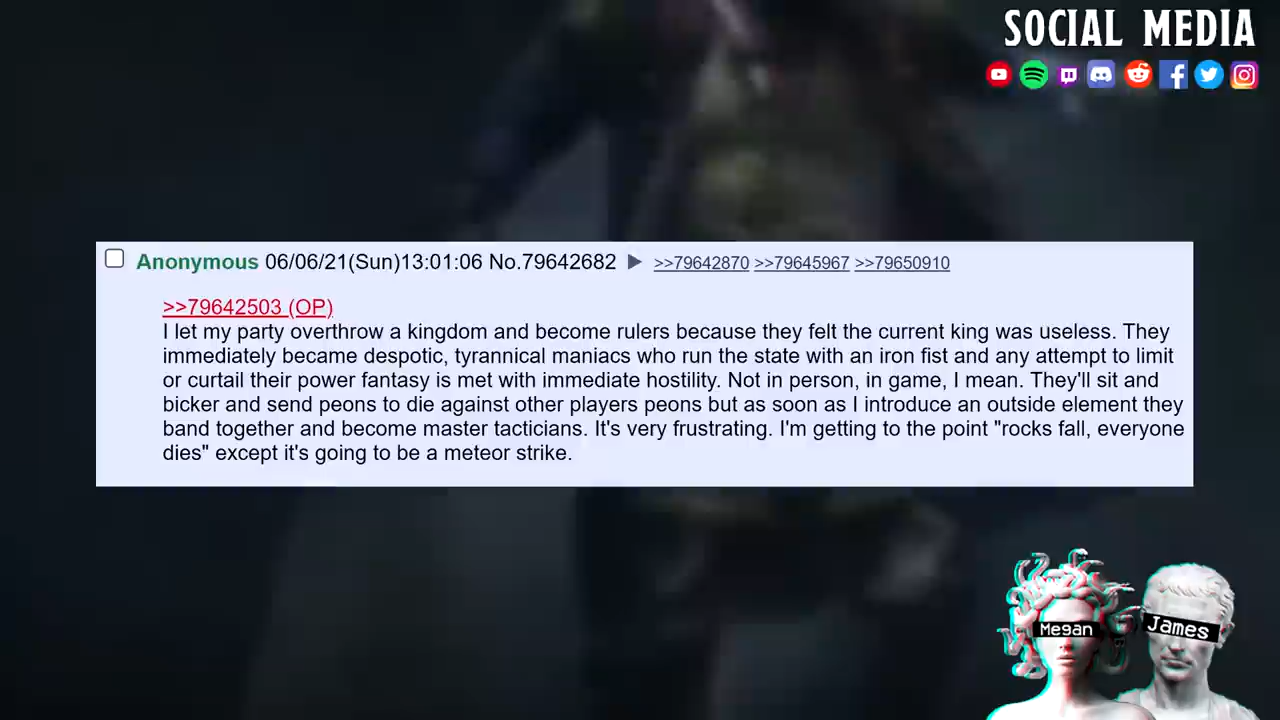 SOCIAL MEDIA
Anonymous 06/06/21(Sun)13:01:06 No.79642682 ▶ >>79642870 >>79645967 >>79650910
>>79642503 (OP)
I let my party overthrow a kingdom and become rulers because they felt the current king was useless. They
immediately became despotic, tyrannical maniacs who run the state with an iron fist and any attempt to limit
or curtail their power fantasy is met with immediate hostility. Not in person, in game, I mean. They'll sit and
bicker and send peons to die against other players peons but as soon as I introduce an outside element they
band together and become master tacticians. It's very frustrating. I'm getting to the point "rocks fall, everyone
dies" except it's going to be a meteor strike.
Megan
James